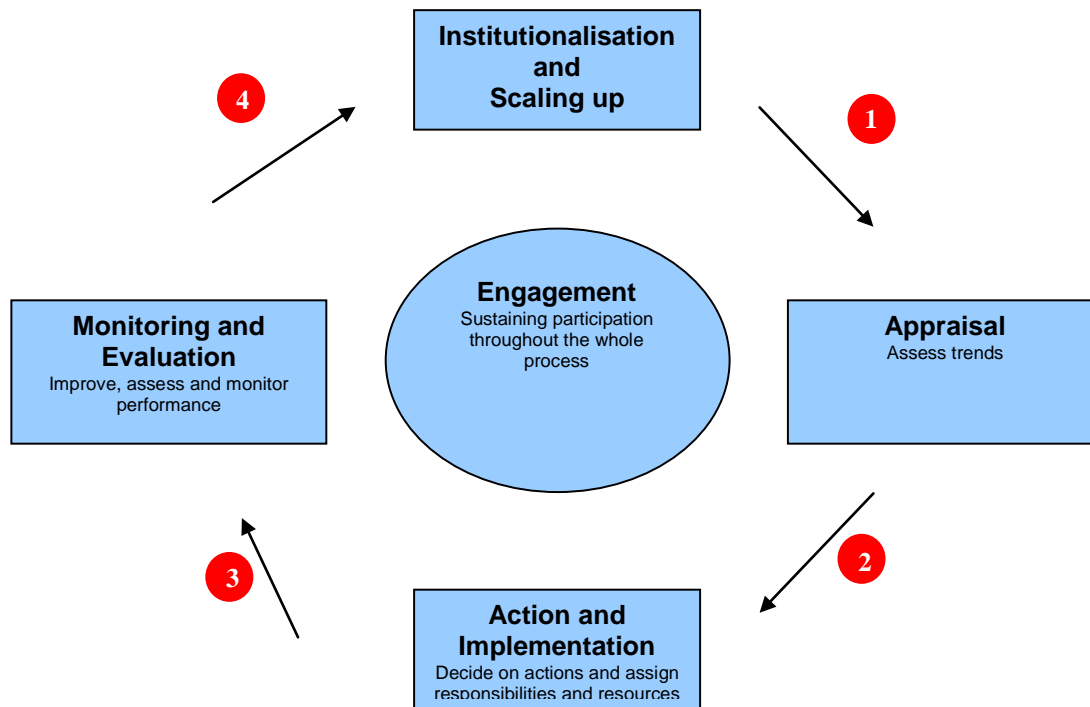 Institutionalisation
and
Scaling up
4
1
Engagement
Sustaining participation
throughout the whole
process
Monitoring and
Evaluation
Improve, assess and monitor
performance
Appraisal
Assess trends
3
2
Action and
Implementation
Decide on actions and assign
responsibilities and resources